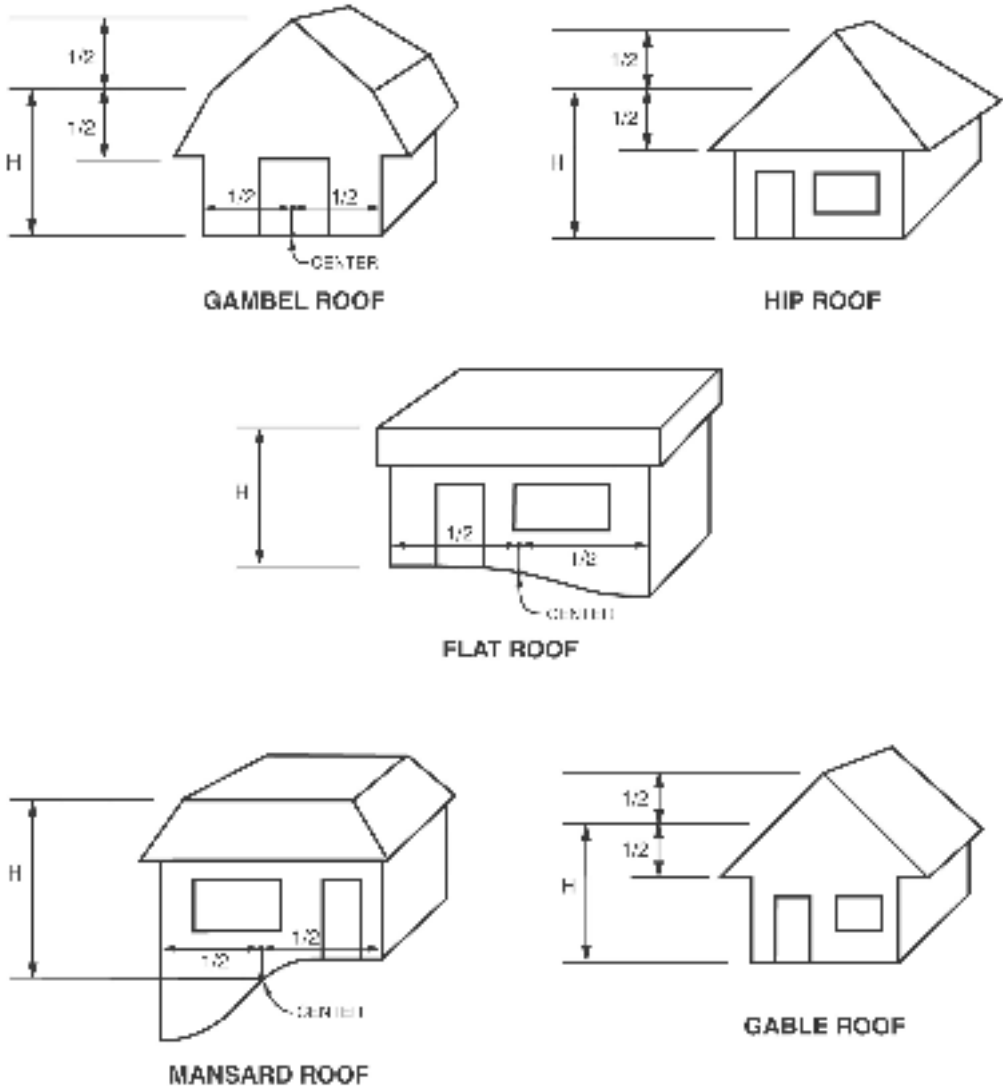 1/2
1/2
H
1/2
1/2
CENTER
GAMBEL ROOF
1/2
1/2
H
HIP ROOF
H
1/2
1/2
CENTER
FLAT ROOF
H
1/2
1/2
CENTER
MANSARD ROOF
1/2
1/2
H
GABLE ROOF